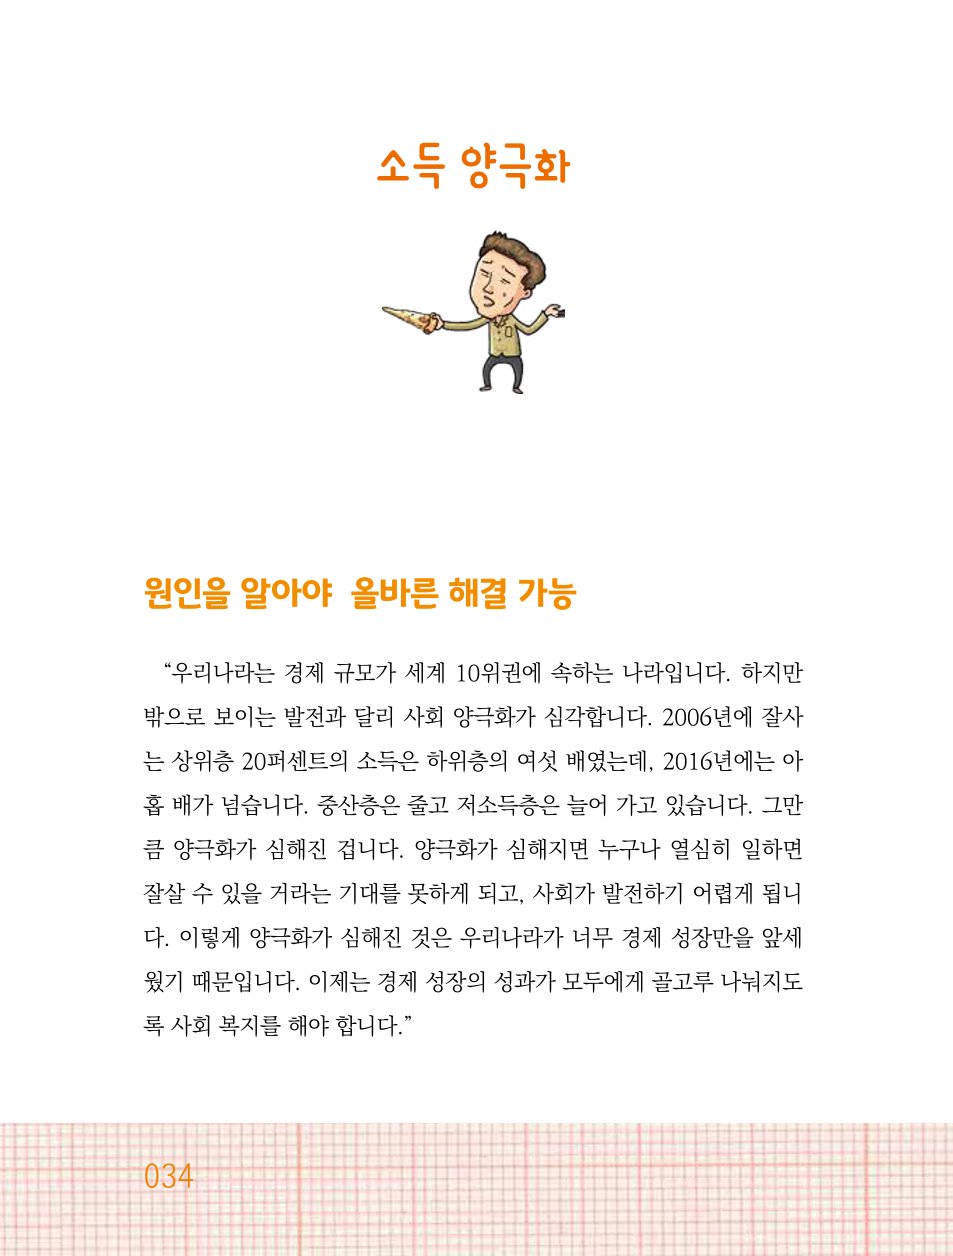 소득 양극화
원인을 알아야 올바른 해결 가능
“우리나라는 경제 규모가 세계 10위권에 속하는 나라입니다. 하지만
밖으로 보이는 발전과 달리 사회 양극화가 심각합니다. 2006년에 잘사
는 상위층 20퍼센트의 소득은 하위층의 여섯 배였는데, 2016년에는 아
홉 배가 넘습니다. 중산층은 줄고 저소득층은 늘어 가고 있습니다. 그만
큼 양극화가 심해진 겁니다. 양극화가 심해지면 누구나 열심히 일하면
잘살 수 있을 거라는 기대를 못하게 되고, 사회가 발전하기 어렵게 됩니
다. 이렇게 양극화가 심해진 것은 우리나라가 너무 경제 성장만을 앞세
웠기 때문입니다. 이제는 경제 성장의 성과가 모두에게 골고루 나눠지도
록 사회 복지를 해야 합니다.”
034